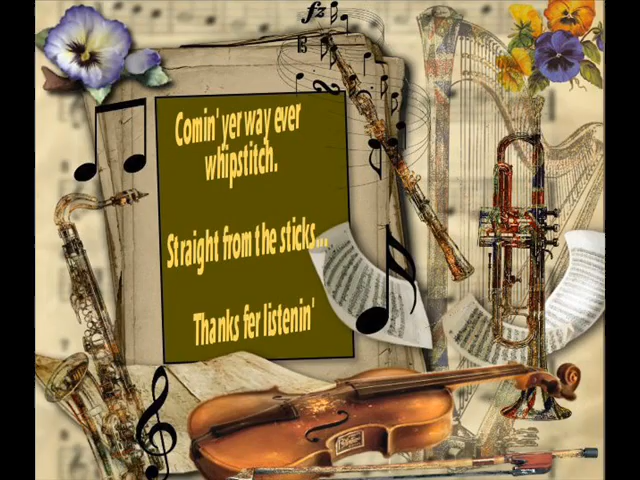 Comin' yer way ever
whipstitch.
Straight from the sticks...
Thanks fer listenin'